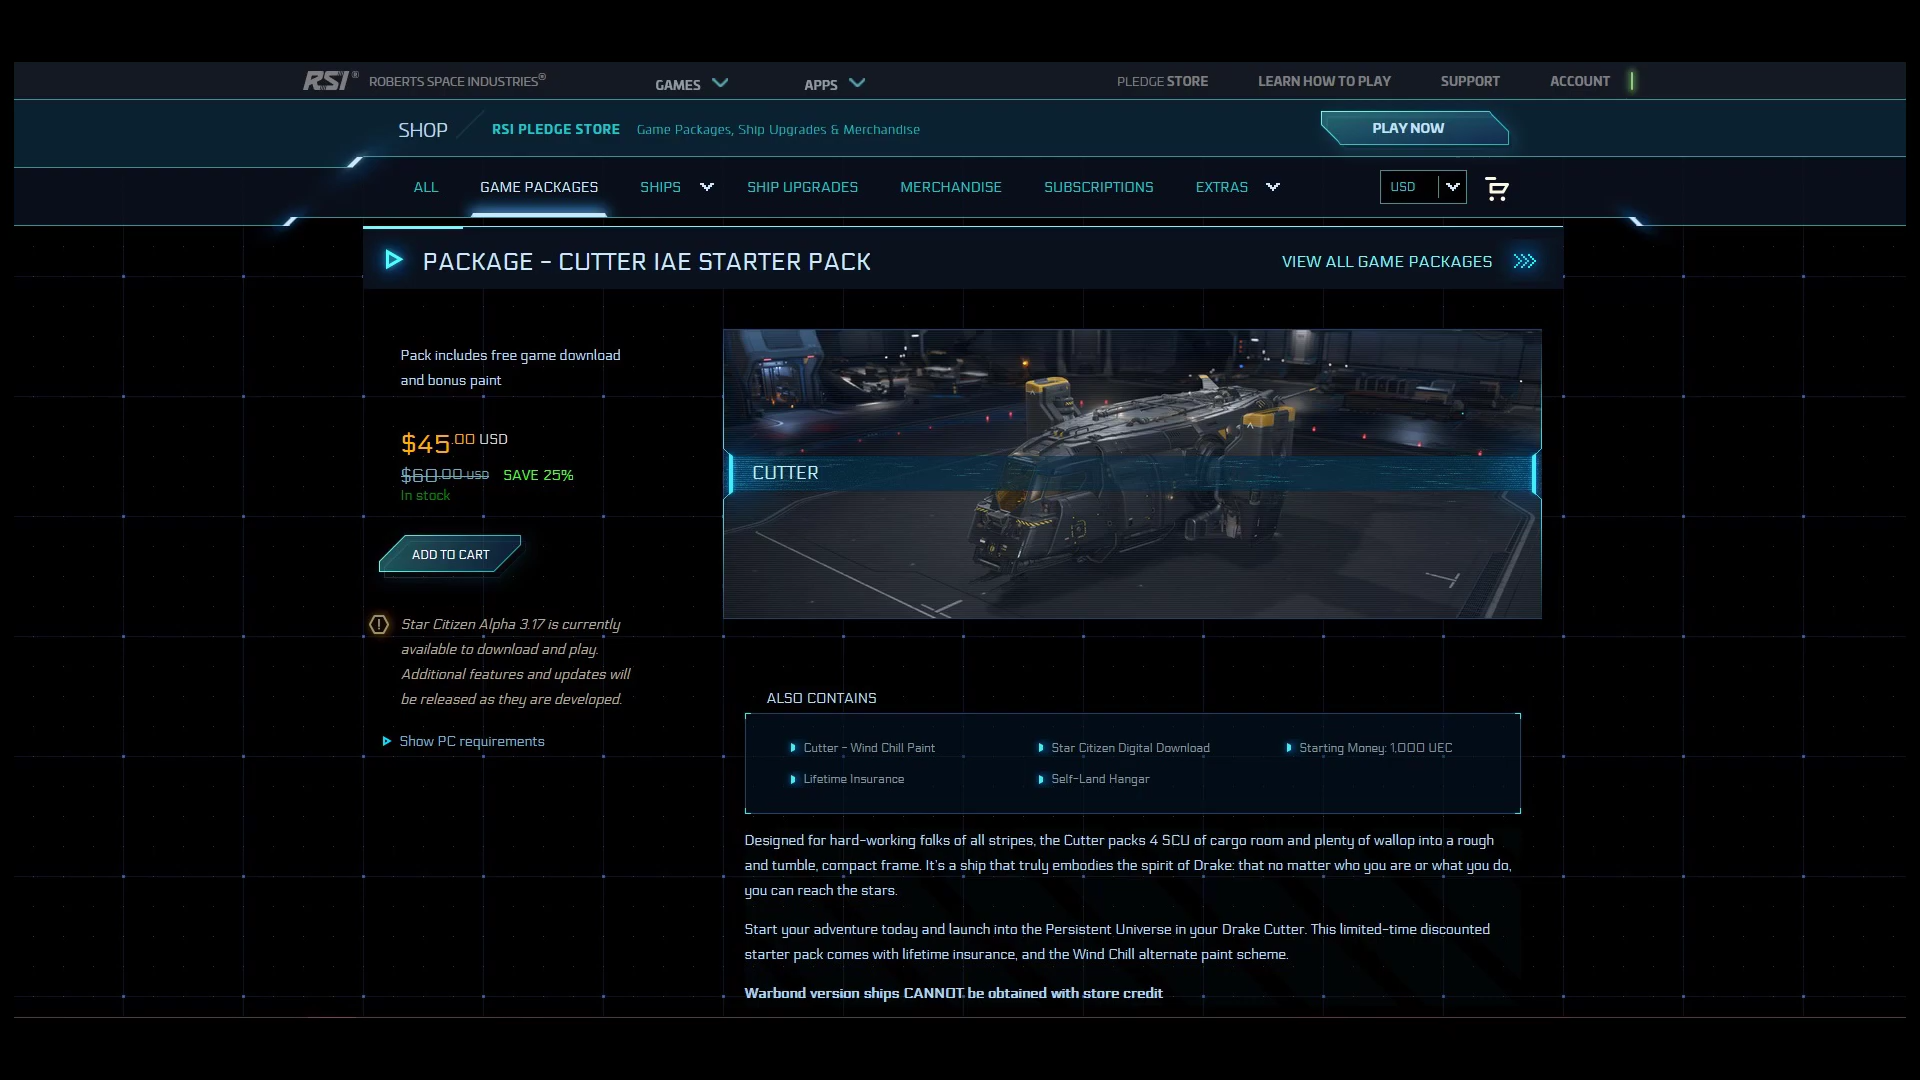 RSI® ROBERTS SPACE INDUSTRIES® GAMES APPS PLEDGE STORE LEARN HOW TO PLAY SUPPORT ACCOUNT
SHOP RSI PLEDGE STORE Game Packages, Ship Upgrades & Merchandise PLAY NOW
ALL GAME PACKAGES SHIPS SHIP UPGRADES MERCHANDISE SUBSCRIPTIONS EXTRAS USD
PACKAGE - CUTTER IAE STARTER PACK VIEW ALL GAME PACKAGES
Pack includes free game download
and bonus paint
$45.00 USD
$60.00 USD SAVE 25%
In stock
ADD TO CART
Star Citizen Alpha 3.17 is currently
available to download and play.
Additional features and updates will
be released as they are developed.
Show PC requirements
CUTTER
ALSO CONTAINS
Cutter - Wind Chill Paint Star Citizen Digital Download Starting Money: 1,000 UEC
Lifetime Insurance Self-Land Hangar
Designed for hard-working folks of all stripes, the Cutter packs 4 SCU of cargo room and plenty of wallop into a rough
and tumble, compact frame. It's a ship that truly embodies the spirit of Drake: that no matter who you are or what you do,
you can reach the stars.
Start your adventure today and launch into the Persistent Universe in your Drake Cutter. This limited-time discounted
starter pack comes with lifetime insurance, and the Wind Chill alternate paint scheme.
Warbond version ships CANNOT be obtained with store credit